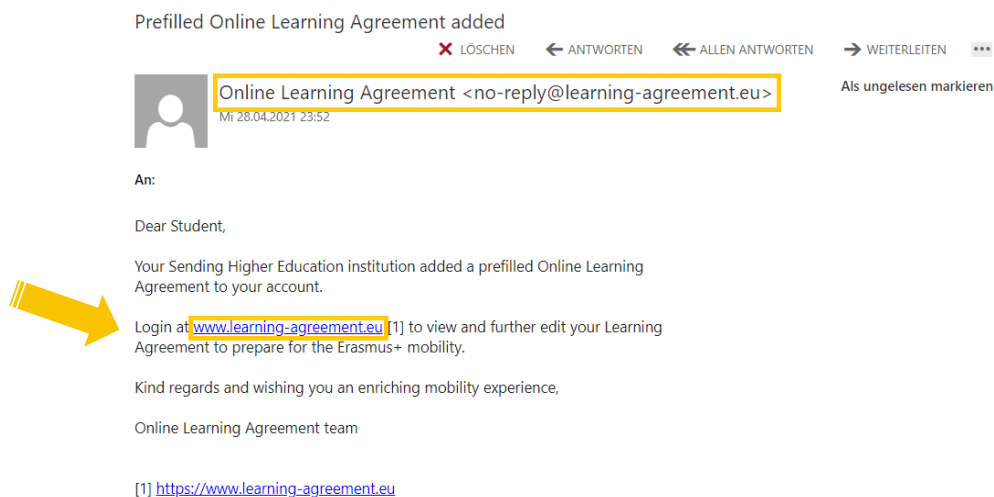 Prefilled Online Learning Agreement added
LÖSCHEN ANTWORTEN ALLEN ANTWORTEN WEITERLEITEN ...
Online Learning Agreement <no-reply@learning-agreement.eu>
Als ungelesen markieren
Mi 28.04.2021 23:52
An:
Dear Student,
Your Sending Higher Education institution added a prefilled Online Learning
Agreement to your account.
Login at www.learning-agreement.eu [1] to view and further edit your Learning
Agreement to prepare for the Erasmus+ mobility.
Kind regards and wishing you an enriching mobility experience,
Online Learning Agreement team
[1] https://www.learning-agreement.eu